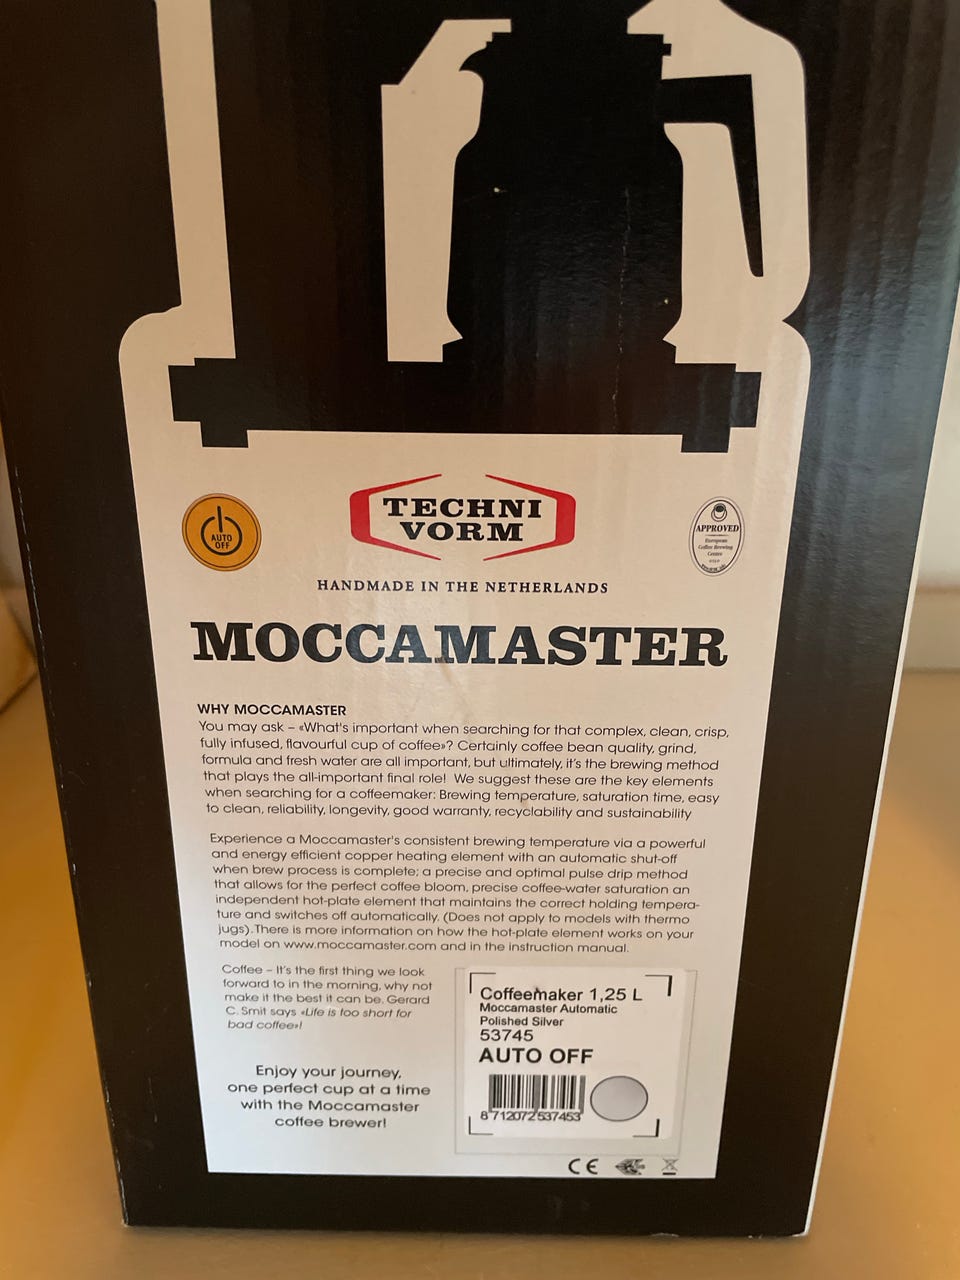 AUTO
OFF
TECHNI
VORM
APPROVED
European
Coffee Brewing
Centre
HANDMADE IN THE NETHERLANDS
MOCCAMASTER
WHY MOCCAMASTER
You may ask – «What's important when searching for that complex, clean, crisp,
fully infused, flavourful cup of coffee»? Certainly coffee bean quality, grind,
formula and fresh water are all important, but ultimately, it's the brewing method
that plays the all-important final role! We suggest these are the key elements
when searching for a coffeemaker: Brewing temperature, saturation time, easy
to clean, reliability, longevity, good warranty, recyclability and sustainability
Experience a Moccamaster's consistent brewing temperature via a powerful
and energy efficient copper heating element with an automatic shut-off
when brew process is complete; a precise and optimal pulse drip method
that allows for the perfect coffee bloom, precise coffee-water saturation an
independent hot-plate element that maintains the correct holding tempera-
ture and switches off automatically. (Does not apply to models with thermo
jugs).There is more information on how the hot-plate element works on your
model on www.moccamaster.com and in the instruction manual.
Coffee – It's the first thing we look
forward to in the morning, why not
make it the best it can be. Gerard
C. Smit says «Life is too short for
bad coffee»!
Enjoy your journey,
one perfect cup at a time
with the Moccamaster
coffee brewer!
Coffeemaker 1,25 L
Moccamaster Automatic
Polished Silver
53745
AUTO OFF
8 712072 537453
CE